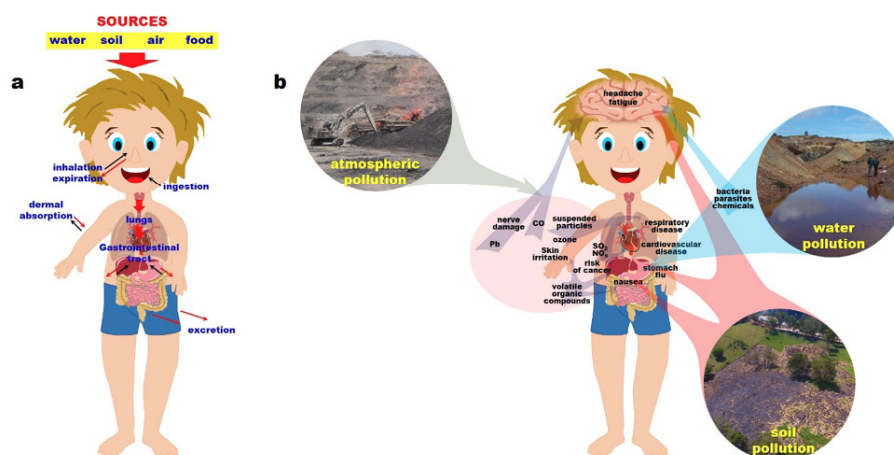 SOURCES
water soil air food
a
inhalation
expiration
ingestion
dermal
absorption
lungs
Gastrointestinal
tract
excretion
b
atmospheric
pollution
headache
fatigue
bacteria
parasites
chemicals
water
pollution
nerve
damage
CO
suspended
particles
Pb
ozone
Skin
irritation
SO₂
NOₓ
risk
of cancer
volatile
organic
compounds
respiratory
disease
cardiovascular
disease
stomach
flu
nausea
soil
pollution